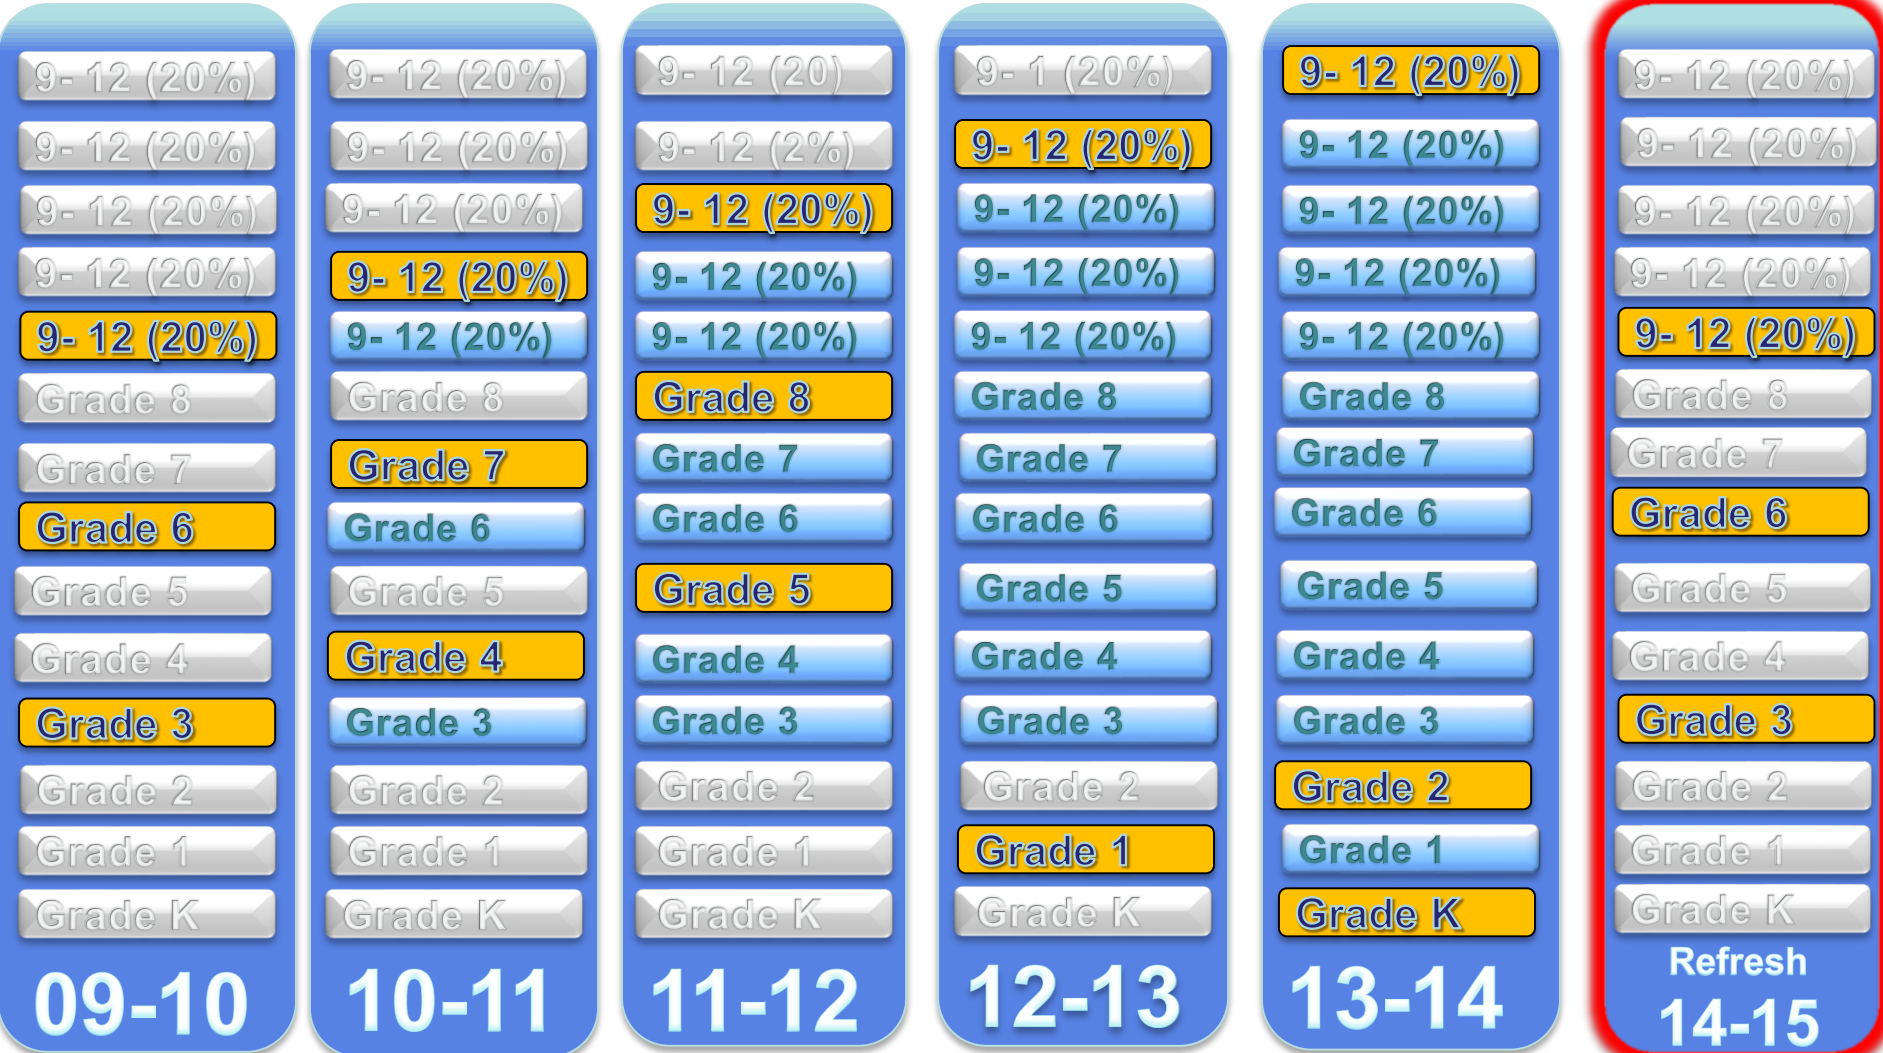 9- 12 (20%)
9- 12 (20%)
9- 12 (20%)
9- 12 (20%)
9- 12 (20%)
Grade 8
Grade 7
Grade 6
Grade 5
Grade 4
Grade 3
Grade 2
Grade 1
Grade K
09-10
9- 12 (20%)
9- 12 (20%)
9- 12 (20%)
9- 12 (20%)
9- 12 (20%)
Grade 8
Grade 7
Grade 6
Grade 5
Grade 4
Grade 3
Grade 2
Grade 1
Grade K
10-11
9- 12 (20)
9- 12 (2%)
9- 12 (20%)
9- 12 (20%)
9- 12 (20%)
Grade 8
Grade 7
Grade 6
Grade 5
Grade 4
Grade 3
Grade 2
Grade 1
Grade K
11-12
9- 1 (20%)
9- 12 (20%)
9- 12 (20%)
9- 12 (20%)
9- 12 (20%)
Grade 8
Grade 7
Grade 6
Grade 5
Grade 4
Grade 3
Grade 2
Grade 1
Grade K
12-13
9- 12 (20%)
9- 12 (20%)
9- 12 (20%)
9- 12 (20%)
9- 12 (20%)
Grade 8
Grade 7
Grade 6
Grade 5
Grade 4
Grade 3
Grade 2
Grade 1
Grade K
13-14
9- 12 (20%)
9- 12 (20%)
9- 12 (20%)
9- 12 (20%)
9- 12 (20%)
Grade 8
Grade 7
Grade 6
Grade 5
Grade 4
Grade 3
Grade 2
Grade 1
Grade K
Refresh
14-15